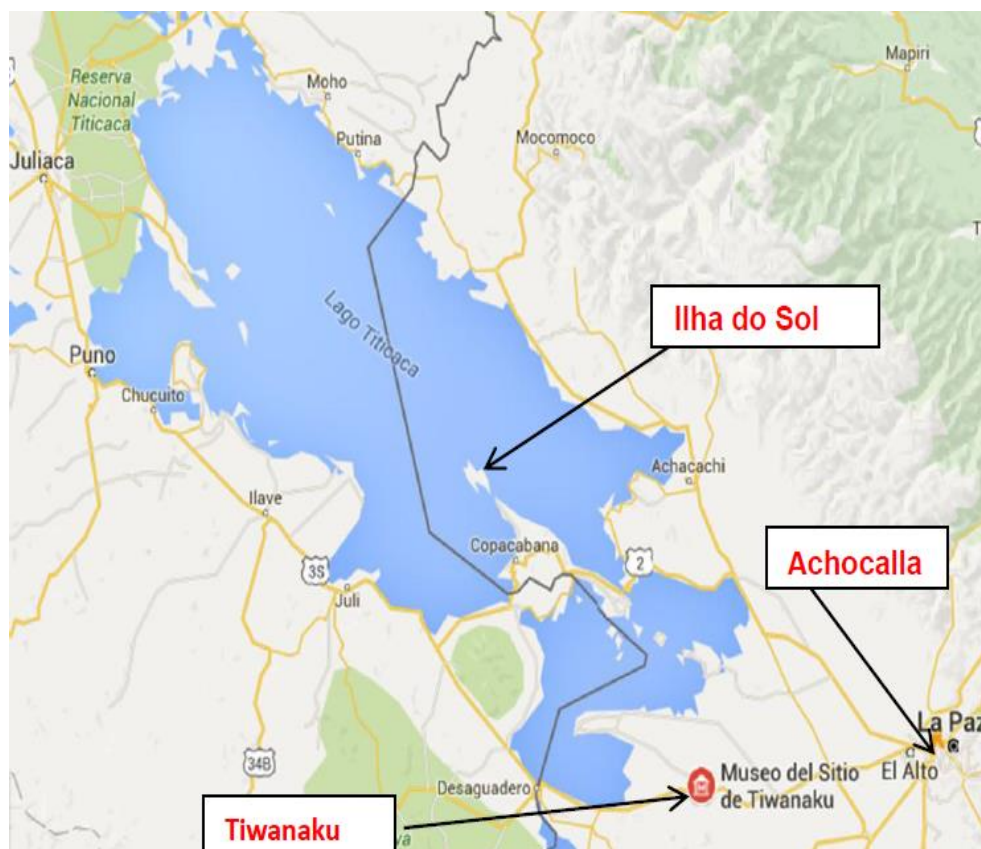 Reserva
Nacional
Titicaca
Moho
Mapiri
Putina
Mocomoco
Juliaca
Ilha do Sol
Lago Titicaca
Puno
Chucuito
Achacachi
Ilave
Copacabana
2
3S
Achocalla
Juli
La Paz
El Alto
34B
Museo del Sitio
de Tiwanaku
Desaguadero
Tiwanaku